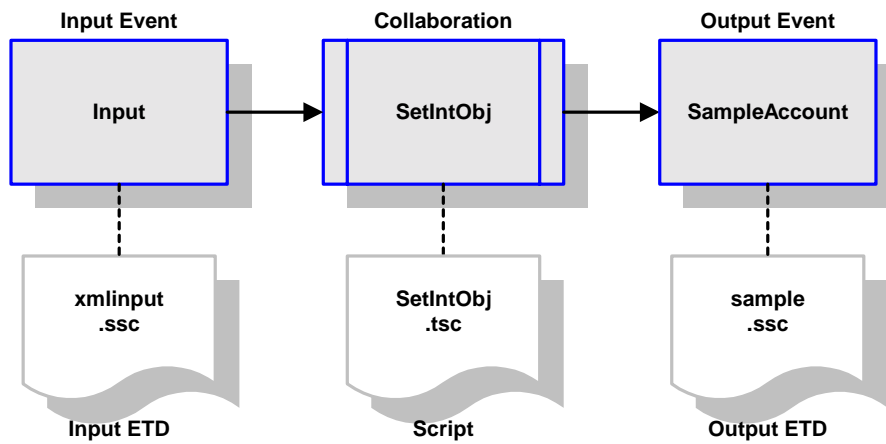 Input Event
Collaboration
Output Event
Input
SetIntObj
SampleAccount
xmlinput
.ssc
SetIntObj
.tsc
sample
.ssc
Input ETD
Script
Output ETD